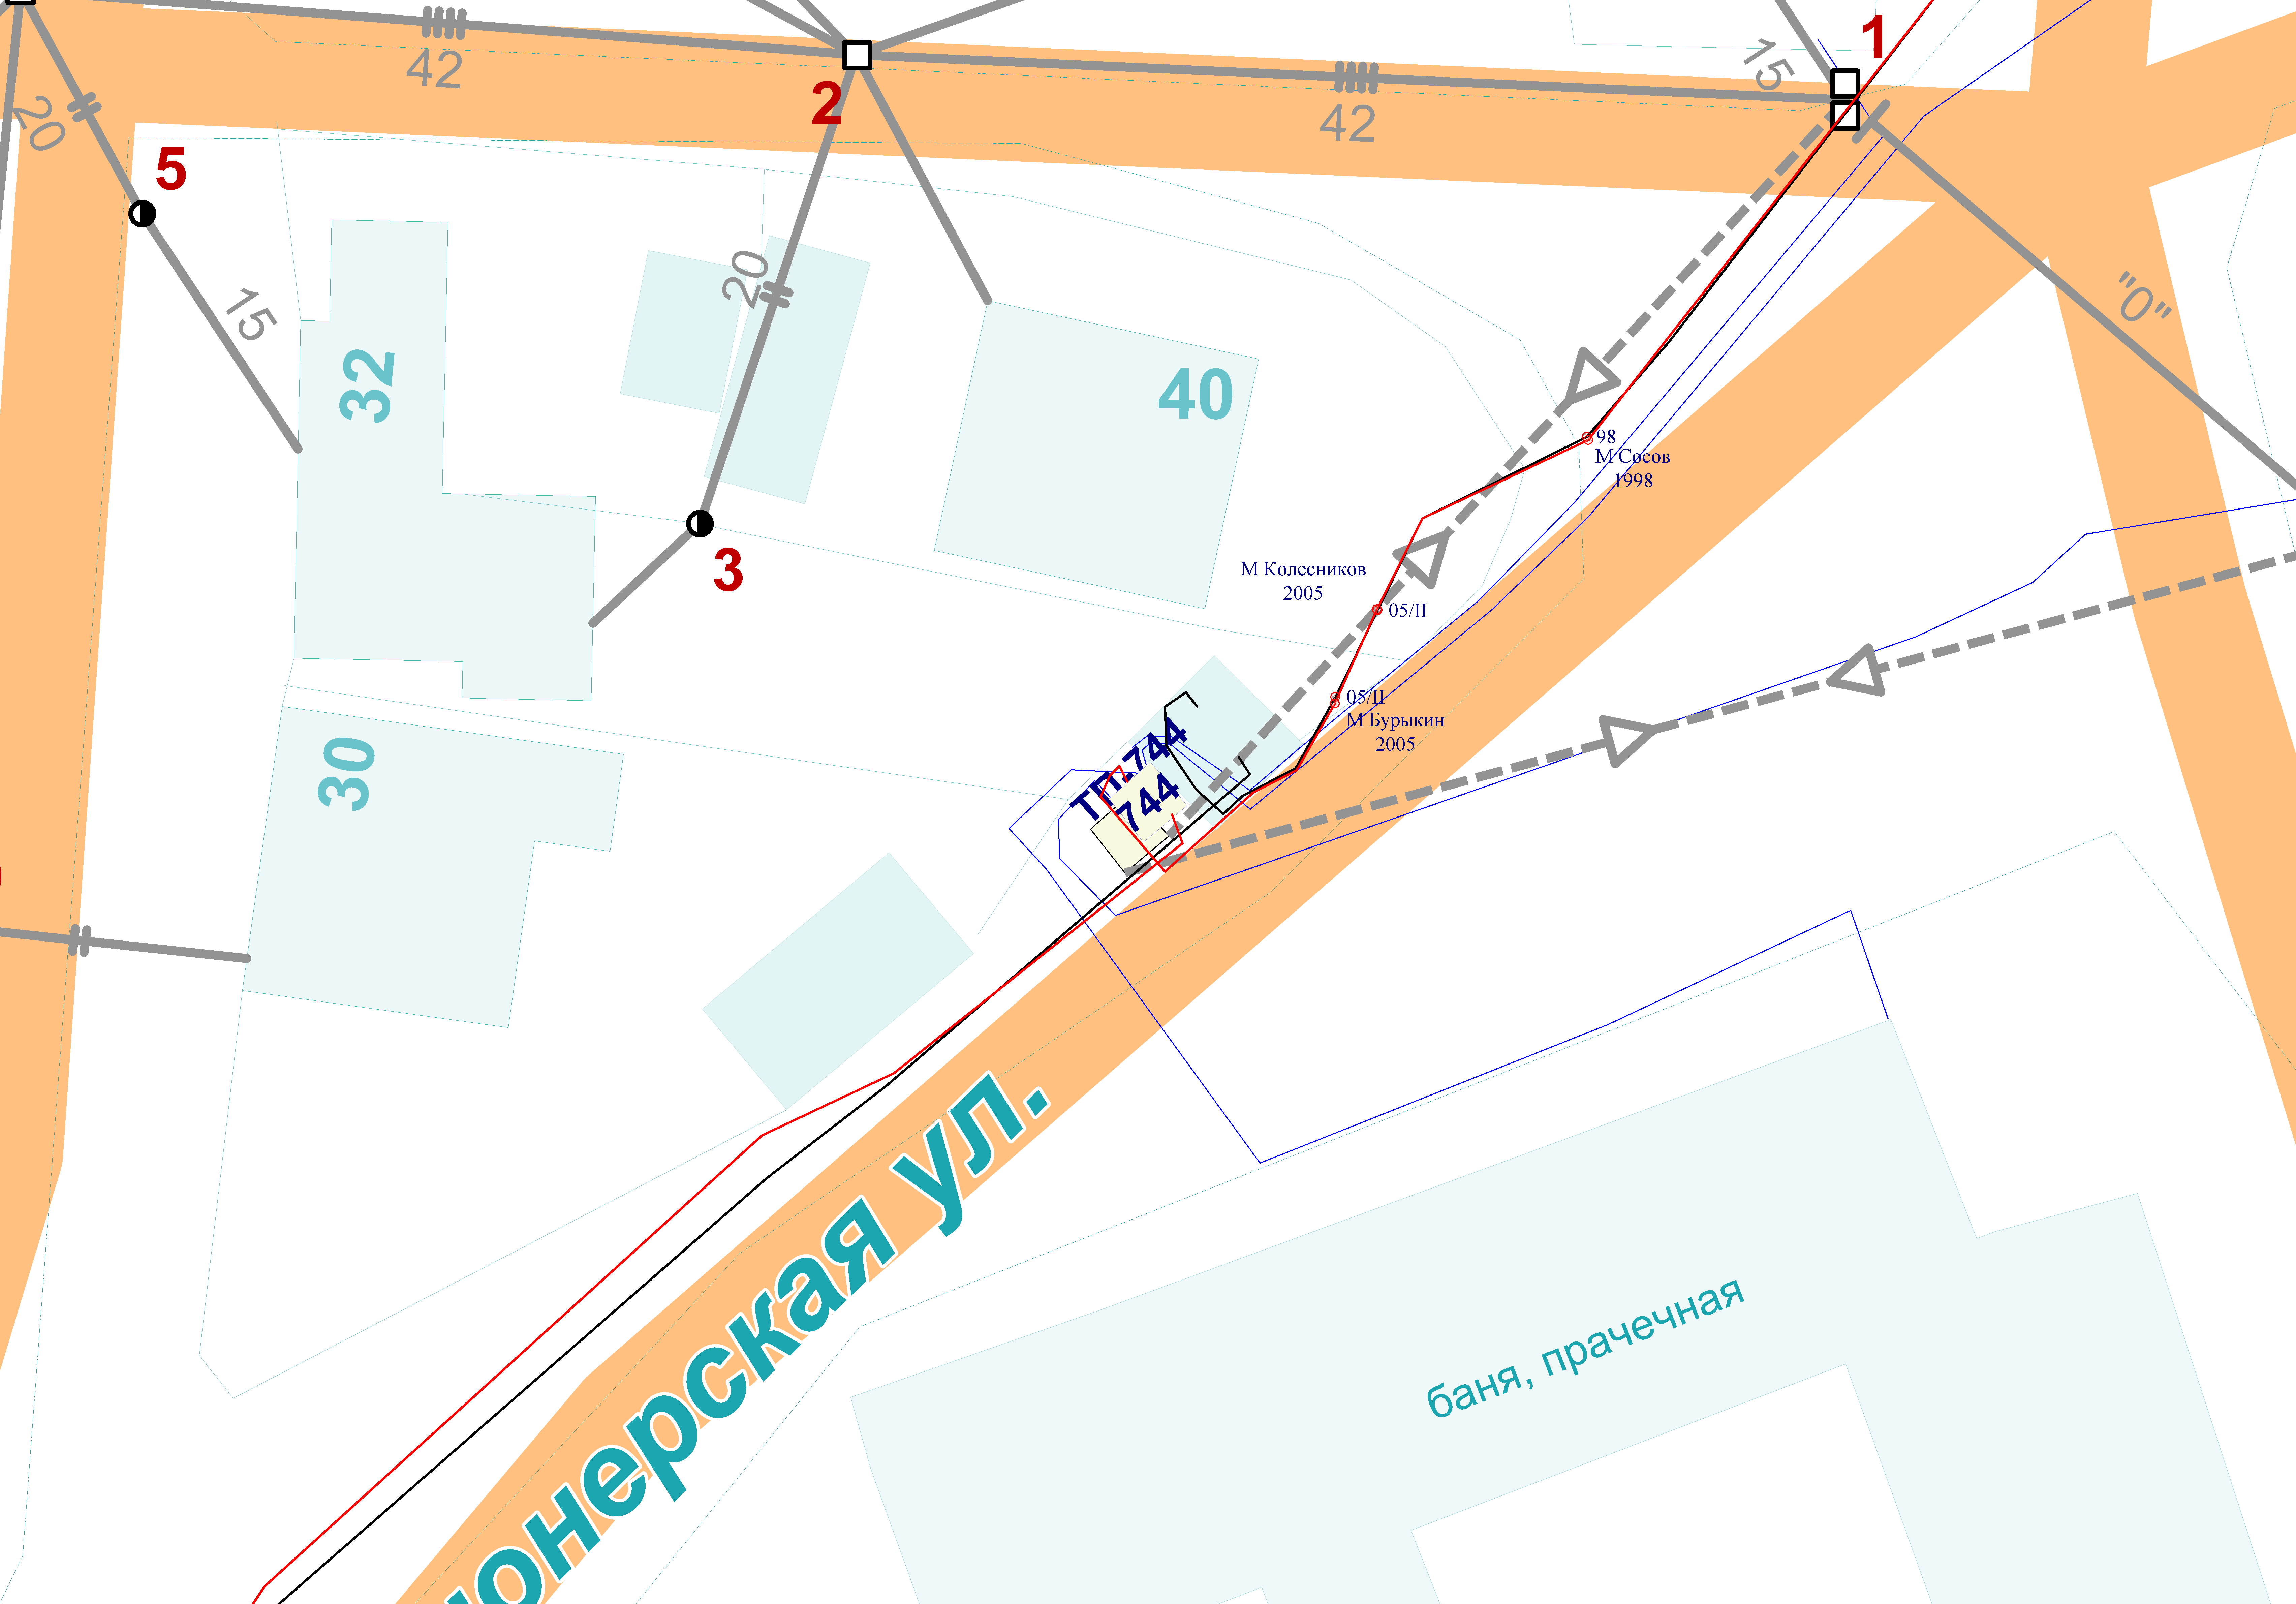 1
15
42
2
42
20
5
"0"
20
15
32
40
98
М Сосов
1998
3
М Колесников
2005
05/II
05/II
М Бурыкин
2005
ТП-744
744
30
онерская ул.
баня, прачечная